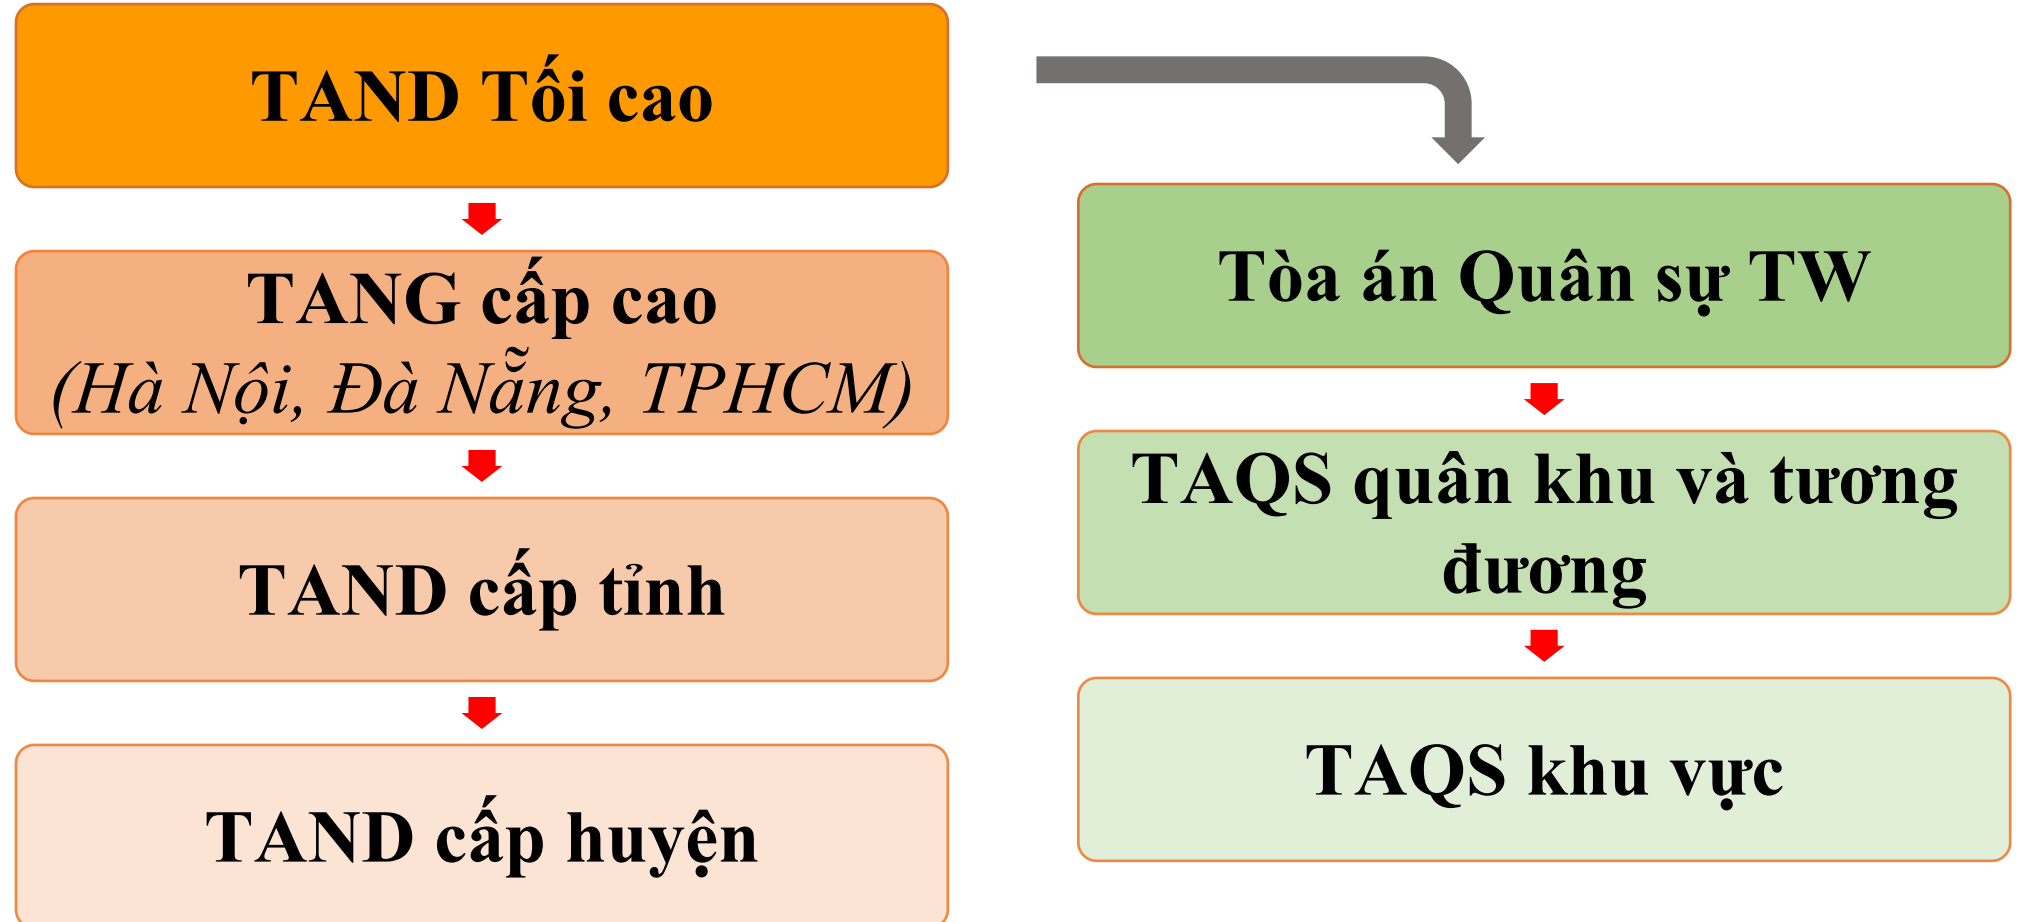 TAND Tối cao
TANG cấp cao
(Hà Nội, Đà Nẵng, TPHCM)
TAND cấp tỉnh
TAND cấp huyện
Tòa án Quân sự TW
TAQS quân khu và tương
đương
TAQS khu vực